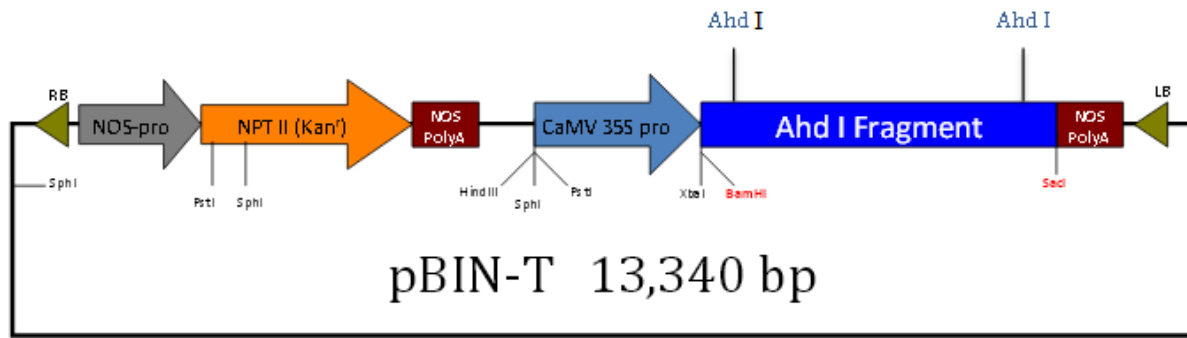 Ahd I Ahd I
RB LB
NOS-pro NPT II (Kanʳ) NOS PolyA CaMV 35S pro Ahd I Fragment NOS PolyA
SphI PstI SphI HindIII SphI PstI XbaI BamHI SacI
pBIN-T 13,340 bp